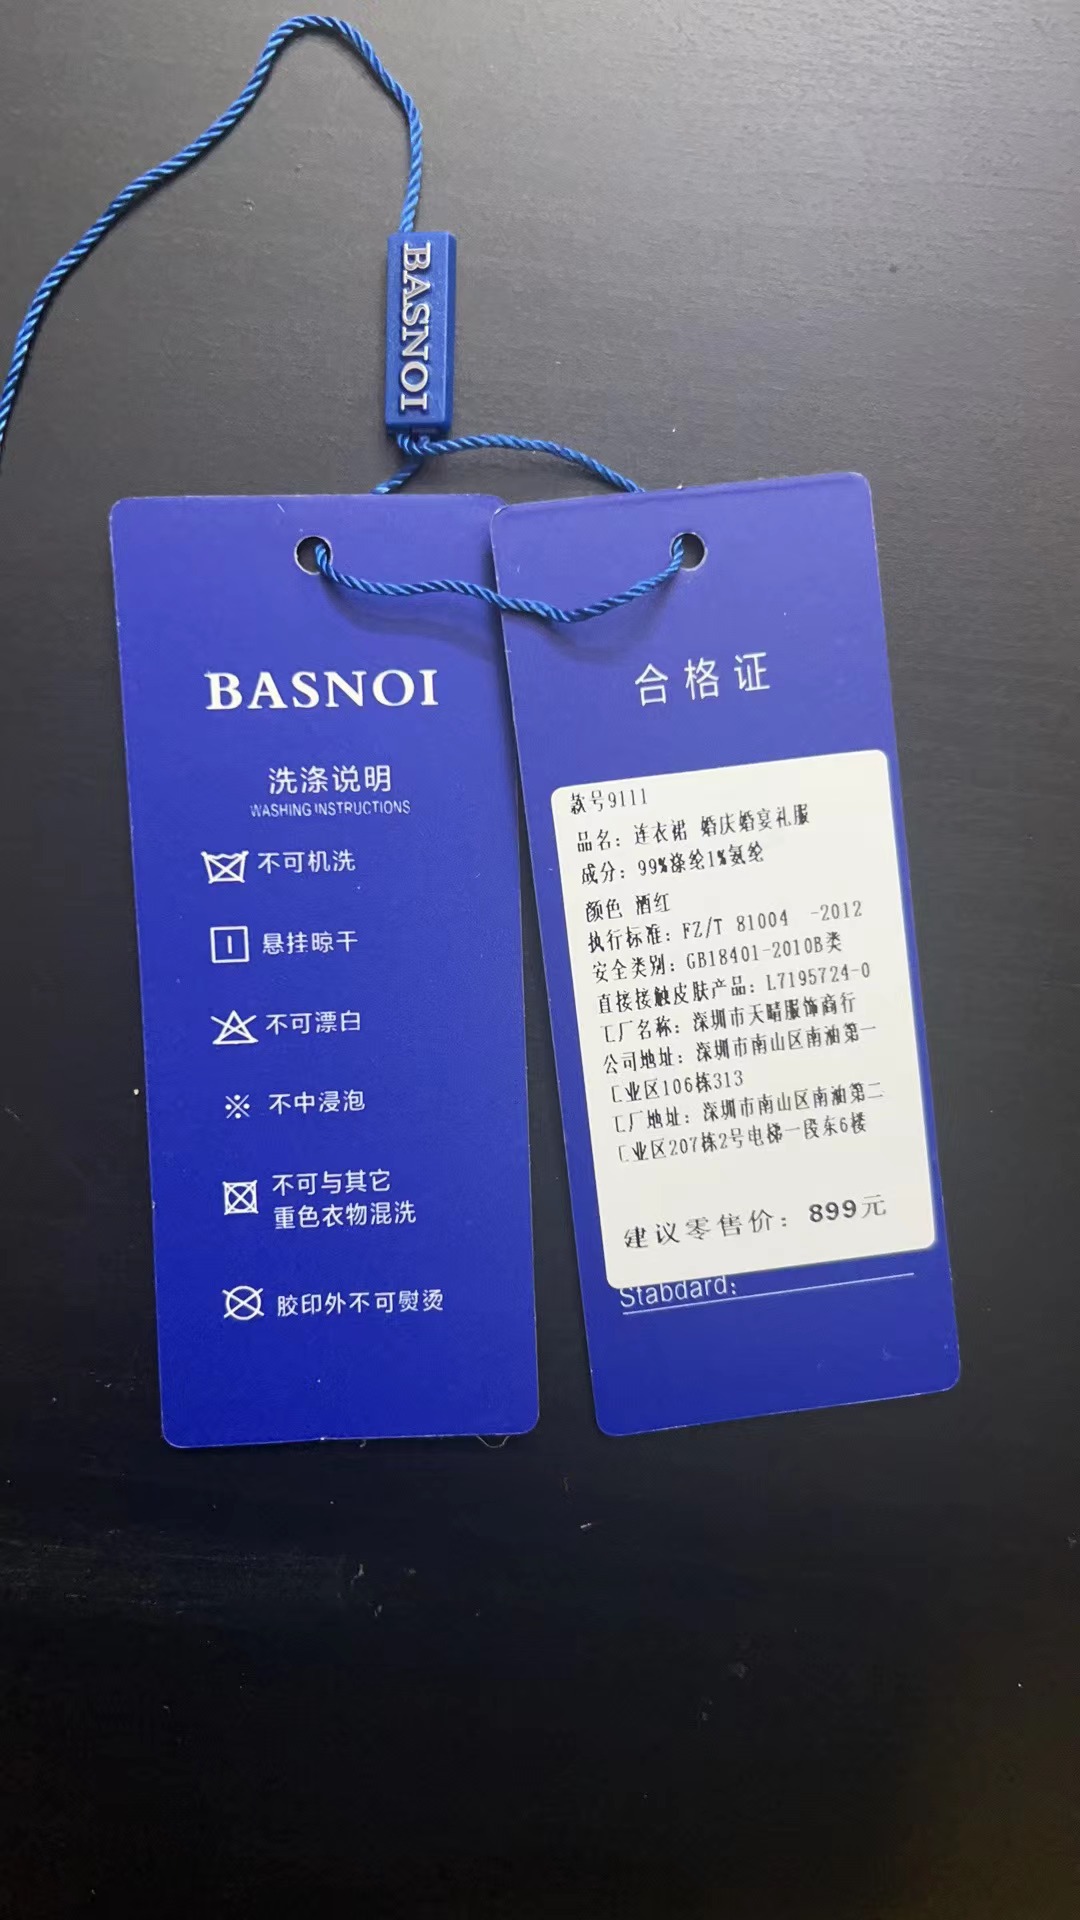 BASNOI
BASNOI
洗涤说明
WASHING INSTRUCTIONS
不可机洗
悬挂晾干
不可漂白
※ 不中浸泡
不可与其它
重色衣物混洗
胶印外不可熨烫
合格证
款号9111
品名：连衣裙 婚庆婚宴礼服
成分：99%涤纶1%氨纶
颜色 酒红
执行标准：FZ/T 81004 -2012
安全类别：GB18401-2010B类
直接接触皮肤产品：L7195724-0
工厂名称：深圳市天晴服饰商行
公司地址：深圳市南山区南油第一
工业区106栋313
工厂地址：深圳市南山区南油第二
工业区207栋2号电梯一段东6楼
建议零售价：899元
Stabdard: